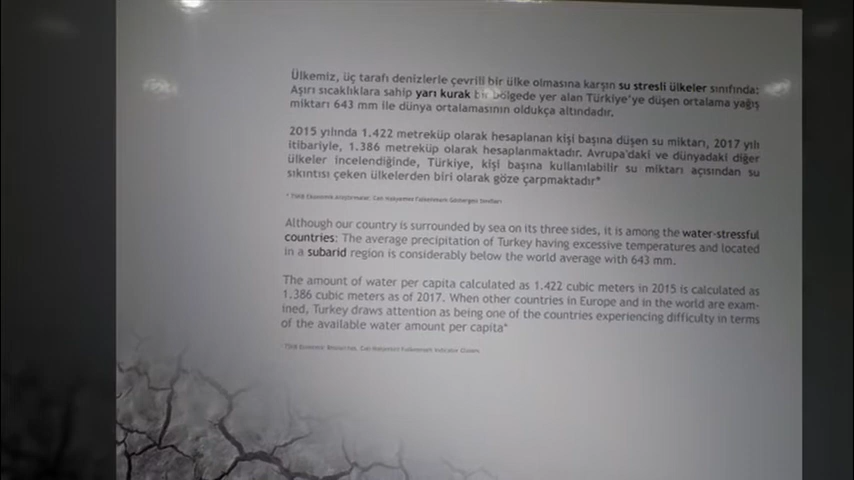 Ülkemiz, üç tarafı denizlerle çevrili bir ülke olmasına karşın su stresli ülkeler sınıfında:
Aşırı sıcaklıklara sahip yarı kurak bir bölgede yer alan Türkiye'ye düşen ortalama yağış
miktarı 643 mm ile dünya ortalamasının oldukça altındadır.
2015 yılında 1.422 metreküp olarak hesaplanan kişi başına düşen su miktarı, 2017 yılı
itibariyle, 1.386 metreküp olarak hesaplanmaktadır. Avrupa'daki ve dünyadaki diğer
ülkeler incelendiğinde, Türkiye, kişi başına kullanılabilir su miktarı açısından su
sıkıntısı çeken ülkelerden biri olarak göze çarpmaktadır*
Although our country is surrounded by sea on its three sides, it is among the water-stressful
countries: The average precipitation of Turkey having excessive temperatures and located
in a subarid region is considerably below the world average with 643 mm.
The amount of water per capita calculated as 1.422 cubic meters in 2015 is calculated as
1.386 cubic meters as of 2017. When other countries in Europe and in the world are exam-
ined, Turkey draws attention as being one of the countries experiencing difficulty in terms
of the available water amount per capita*